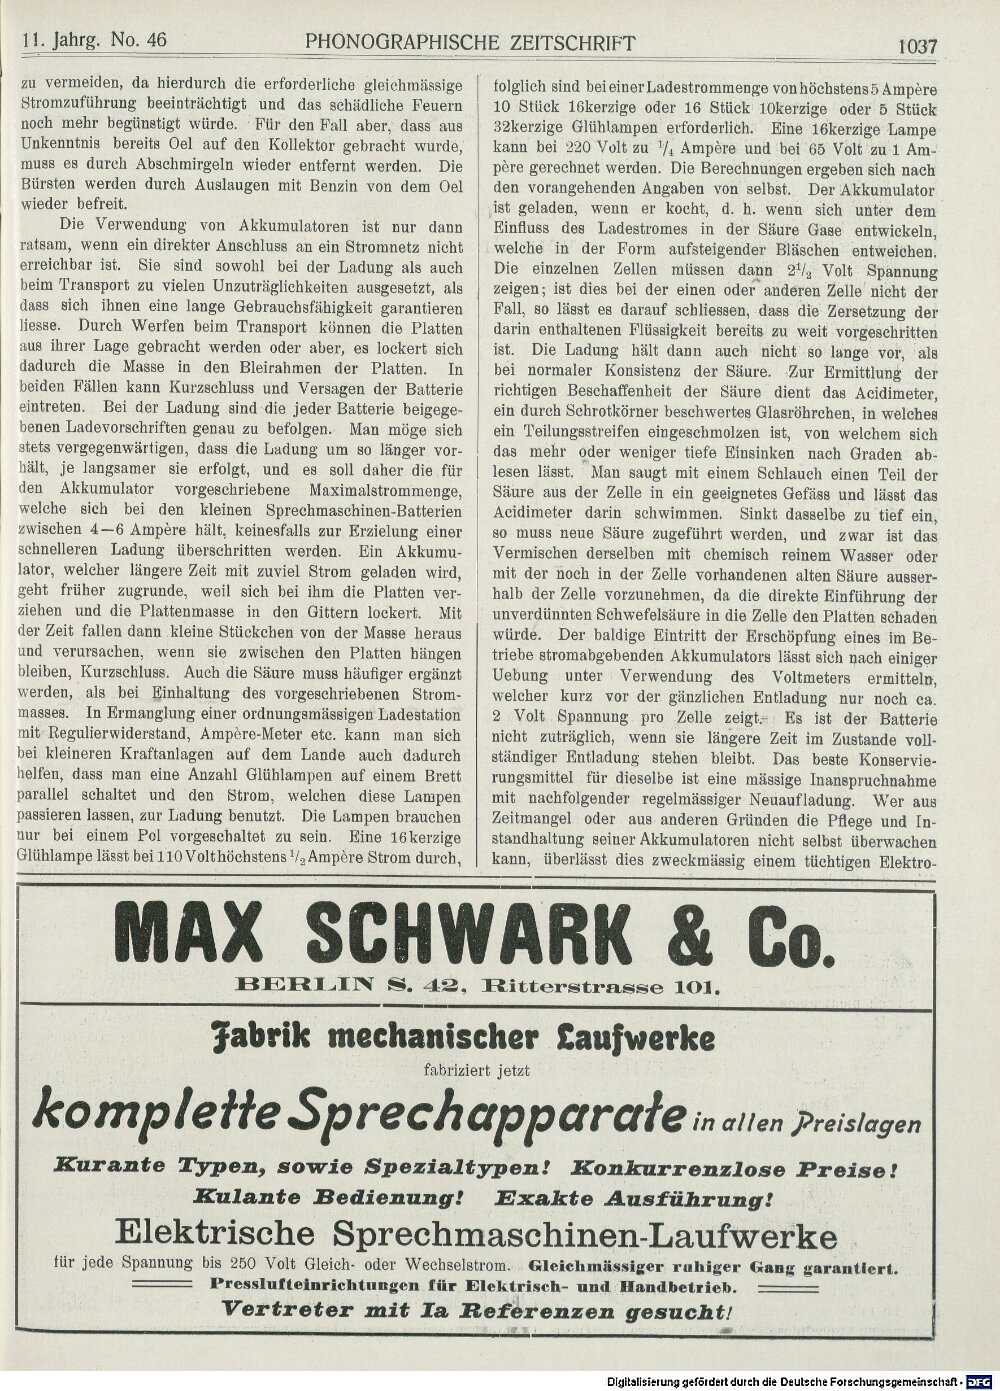 11. Jahrg. No. 46
PHONOGRAPHISCHE ZEITSCHRIFT
1037
zu vermeiden, da hierdurch die erforderliche gleichmässige
Stromzuführung beeinträchtigt und das schädliche Feuern
noch mehr begünstigt würde. Für den Fall aber, dass aus
Unkenntnis bereits Oel auf den Kollektor gebracht wurde,
muss es durch Abschmirgeln wieder entfernt werden. Die
Bürsten werden durch Auslaugen mit Benzin von dem Oel
wieder befreit.
Die Verwendung von Akkumulatoren ist nur dann
ratsam, wenn ein direkter Anschluss an ein Stromnetz nicht
erreichbar ist. Sie sind sowohl bei der Ladung als auch
beim Transport zu vielen Unzuträglichkeiten ausgesetzt, als
dass sich ihnen eine lange Gebrauchsfähigkeit garantieren
liesse. Durch Werfen beim Transport können die Platten
aus ihrer Lage gebracht werden oder aber, es lockert sich
dadurch die Masse in den Bleirahmen der Platten. In
beiden Fällen kann Kurzschluss und Versagen der Batterie
eintreten. Bei der Ladung sind die jeder Batterie beigege-
benen Ladevorschriften genau zu befolgen. Man möge sich
stets vergegenwärtigen, dass die Ladung um so länger vor-
hält, je langsamer sie erfolgt, und es soll daher die für
den Akkumulator vorgeschriebene Maximalstrommenge,
welche sich bei den kleinen Sprechmaschinen-Batterien
zwischen 4—6 Ampère hält, keinesfalls zur Erzielung einer
schnelleren Ladung überschritten werden. Ein Akkumu-
lator, welcher längere Zeit mit zuviel Strom geladen wird,
geht früher zugrunde, weil sich bei ihm die Platten ver-
ziehen und die Plattenmasse in den Gittern lockert. Mit
der Zeit fallen dann kleine Stückchen von der Masse heraus
und verursachen, wenn sie zwischen den Platten hängen
bleiben, Kurzschluss. Auch die Säure muss häufiger ergänzt
werden, als bei Einhaltung des vorgeschriebenen Strom-
masses. In Ermanglung einer ordnungsmässigen Ladestation
mit Regulierwiderstand, Ampère-Meter etc. kann man sich
bei kleineren Kraftanlagen auf dem Lande auch dadurch
helfen, dass man eine Anzahl Glühlampen auf einem Brett
parallel schaltet und den Strom, welchen diese Lampen
passieren lassen, zur Ladung benutzt. Die Lampen brauchen
nur bei einem Pol vorgeschaltet zu sein. Eine 16kerzige
Glühlampe lässt bei 110 Volt höchstens 1/2 Ampère Strom durch,
folglich sind bei einer Ladestrommenge von höchstens 5 Ampère
10 Stück 16kerzige oder 16 Stück 10kerzige oder 5 Stück
32kerzige Glühlampen erforderlich. Eine 16kerzige Lampe
kann bei 220 Volt zu 1/4 Ampère und bei 65 Volt zu 1 Am-
père gerechnet werden. Die Berechnungen ergeben sich nach
den vorangehenden Angaben von selbst. Der Akkumulator
ist geladen, wenn er kocht, d. h. wenn sich unter dem
Einfluss des Ladestromes in der Säure Gase entwickeln,
welche in der Form aufsteigender Bläschen entweichen.
Die einzelnen Zellen müssen dann 2 1/2 Volt Spannung
zeigen; ist dies bei der einen oder anderen Zelle nicht der
Fall, so lässt es darauf schliessen, dass die Zersetzung der
darin enthaltenen Flüssigkeit bereits zu weit vorgeschritten
ist. Die Ladung hält dann auch nicht so lange vor, als
bei normaler Konsistenz der Säure. Zur Ermittlung der
richtigen Beschaffenheit der Säure dient das Acidimeter,
ein durch Schrotkörner beschwertes Glasröhrchen, in welches
ein Teilungsstreifen eingeschmolzen ist, von welchem sich
das mehr oder weniger tiefe Einsinken nach Graden ab-
lesen lässt. Man saugt mit einem Schlauch einen Teil der
Säure aus der Zelle in ein geeignetes Gefäss und lässt das
Acidimeter darin schwimmen. Sinkt dasselbe zu tief ein,
so muss neue Säure zugeführt werden, und zwar ist das
Vermischen derselben mit chemisch reinem Wasser oder
mit der noch in der Zelle vorhandenen alten Säure ausser-
halb der Zelle vorzunehmen, da die direkte Einführung der
unverdünnten Schwefelsäure in die Zelle den Platten schaden
würde. Der baldige Eintritt der Erschöpfung eines im Be-
triebe stromabgebenden Akkumulators lässt sich nach einiger
Uebung unter Verwendung des Voltmeters ermitteln,
welcher kurz vor der gänzlichen Entladung nur noch ca.
2 Volt Spannung pro Zelle zeigt. Es ist der Batterie
nicht zuträglich, wenn sie längere Zeit im Zustande voll-
ständiger Entladung stehen bleibt. Das beste Konservie-
rungsmittel für dieselbe ist eine mässige Inanspruchnahme
mit nachfolgender regelmässiger Neuaufladung. Wer aus
Zeitmangel oder aus anderen Gründen die Pflege und In-
standhaltung seiner Akkumulatoren nicht selbst überwachen
kann, überlässt dies zweckmässig einem tüchtigen Elektro-
MAX SCHWARK & Co.
BERLIN S. 42, Ritterstrasse 101.
Fabrik mechanischer Laufwerke
fabriziert jetzt
komplette Sprechapparate in allen Preislagen
Kurante Typen, sowie Spezialtypen! Konkurrenzlose Preise!
Kulante Bedienung! Exakte Ausführung!
Elektrische Sprechmaschinen-Laufwerke
für jede Spannung bis 250 Volt Gleich- oder Wechselstrom. Gleichmässiger ruhiger Gang garantiert.
Presslufteinrichtungen für Elektrisch- und Handbetrieb.
Vertreter mit Ia Referenzen gesucht!
Digitalisierung gefördert durch die Deutsche Forschungsgemeinschaft - DFG